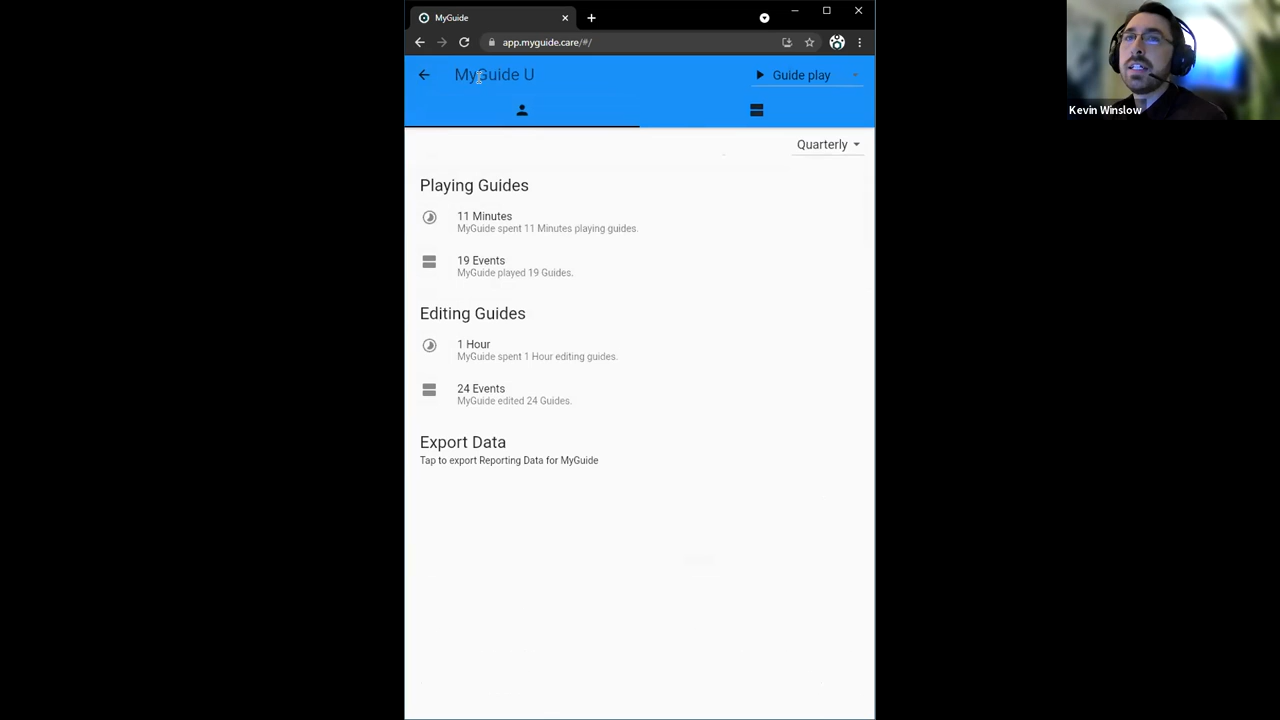 MyGuide
app.myguide.care/#/
MyGuide U
Guide play
Quarterly
Playing Guides
11 Minutes
MyGuide spent 11 Minutes playing guides.
19 Events
MyGuide played 19 Guides.
Editing Guides
1 Hour
MyGuide spent 1 Hour editing guides.
24 Events
MyGuide edited 24 Guides.
Export Data
Tap to export Reporting Data for MyGuide
Kevin Winslow